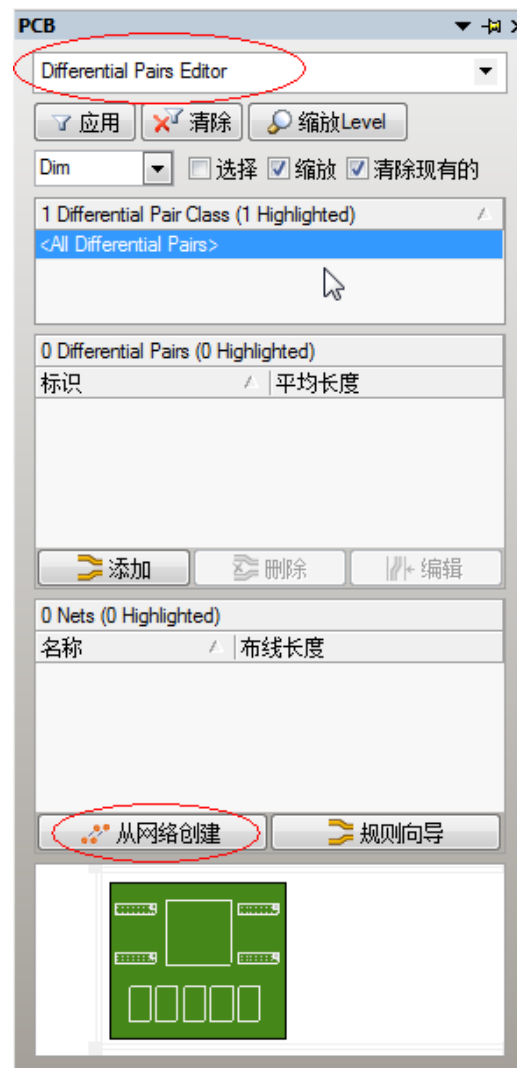 PCB
Differential Pairs Editor
应用 清除 缩放Level
Dim 选择 缩放 清除现有的
1 Differential Pair Class (1 Highlighted)
<All Differential Pairs>
0 Differential Pairs (0 Highlighted)
标识 平均长度
添加 删除 编辑
0 Nets (0 Highlighted)
名称 布线长度
从网络创建 规则向导